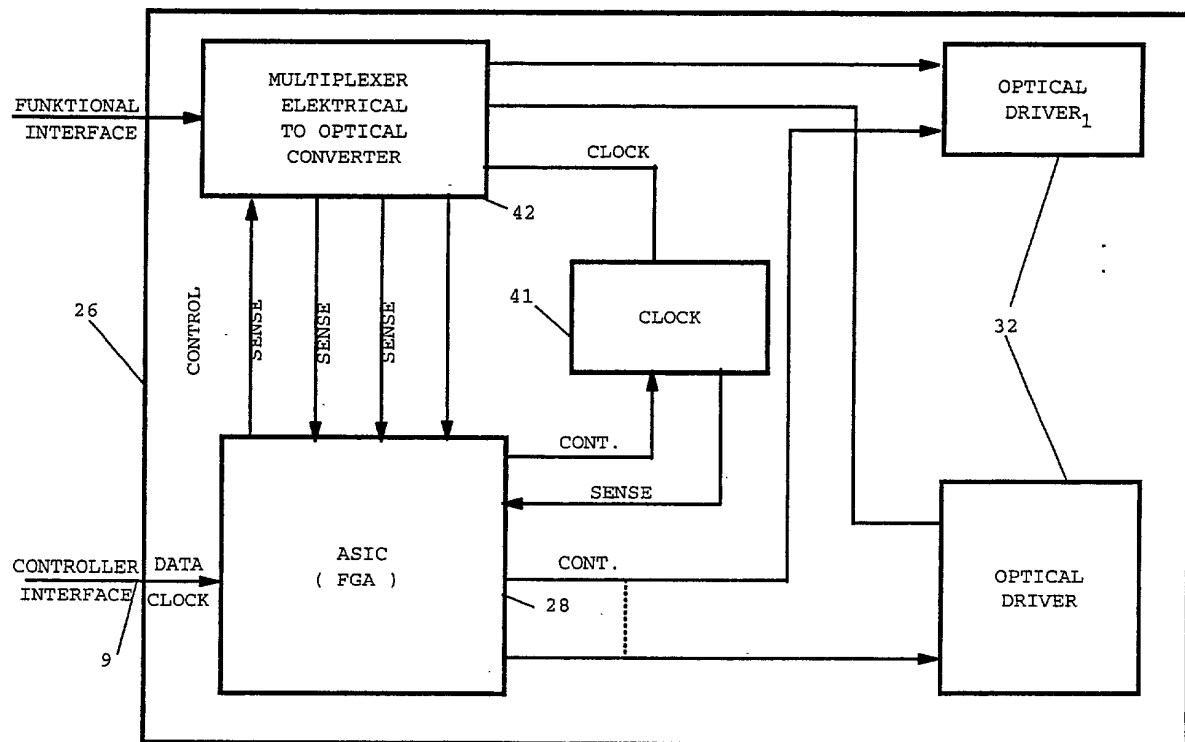 MULTIPLEXER
ELEKTRICAL
TO OPTICAL
CONVERTER
OPTICAL
DRIVER1
FUNKTIONAL
INTERFACE
CLOCK
42
CONTROL
SENSE
SENSE
SENSE
26
41
CLOCK
32
CONT.
SENSE
ASIC
( FGA )
CONT.
28
CONTROLLER
INTERFACE
DATA
CLOCK
9
OPTICAL
DRIVER